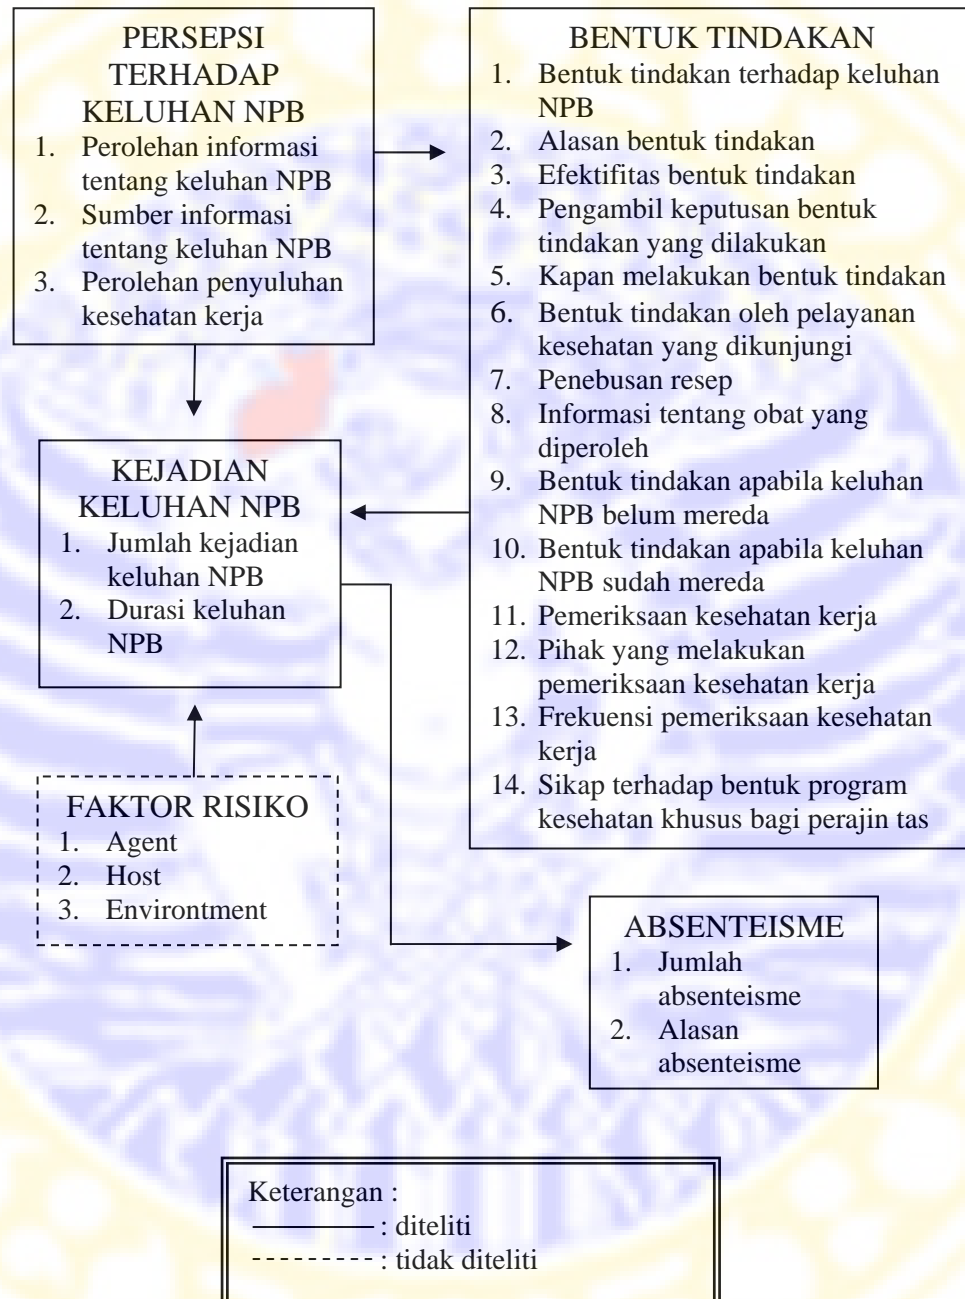 PERSEPSI
TERHADAP
KELUHAN NPB
1. Perolehan informasi
tentang keluhan NPB
2. Sumber informasi
tentang keluhan NPB
3. Perolehan penyuluhan
kesehatan kerja
BENTUK TINDAKAN
1. Bentuk tindakan terhadap keluhan
NPB
2. Alasan bentuk tindakan
3. Efektifitas bentuk tindakan
4. Pengambil keputusan bentuk
tindakan yang dilakukan
5. Kapan melakukan bentuk tindakan
6. Bentuk tindakan oleh pelayanan
kesehatan yang dikunjungi
7. Penebusan resep
8. Informasi tentang obat yang
diperoleh
9. Bentuk tindakan apabila keluhan
NPB belum mereda
10. Bentuk tindakan apabila keluhan
NPB sudah mereda
11. Pemeriksaan kesehatan kerja
12. Pihak yang melakukan
pemeriksaan kesehatan kerja
13. Frekuensi pemeriksaan kesehatan
kerja
14. Sikap terhadap bentuk program
kesehatan khusus bagi perajin tas
KEJADIAN
KELUHAN NPB
1. Jumlah kejadian
keluhan NPB
2. Durasi keluhan
NPB
FAKTOR RISIKO
1. Agent
2. Host
3. Environtment
ABSENTEISME
1. Jumlah
absenteisme
2. Alasan
absenteisme
Keterangan :
: diteliti
: tidak diteliti